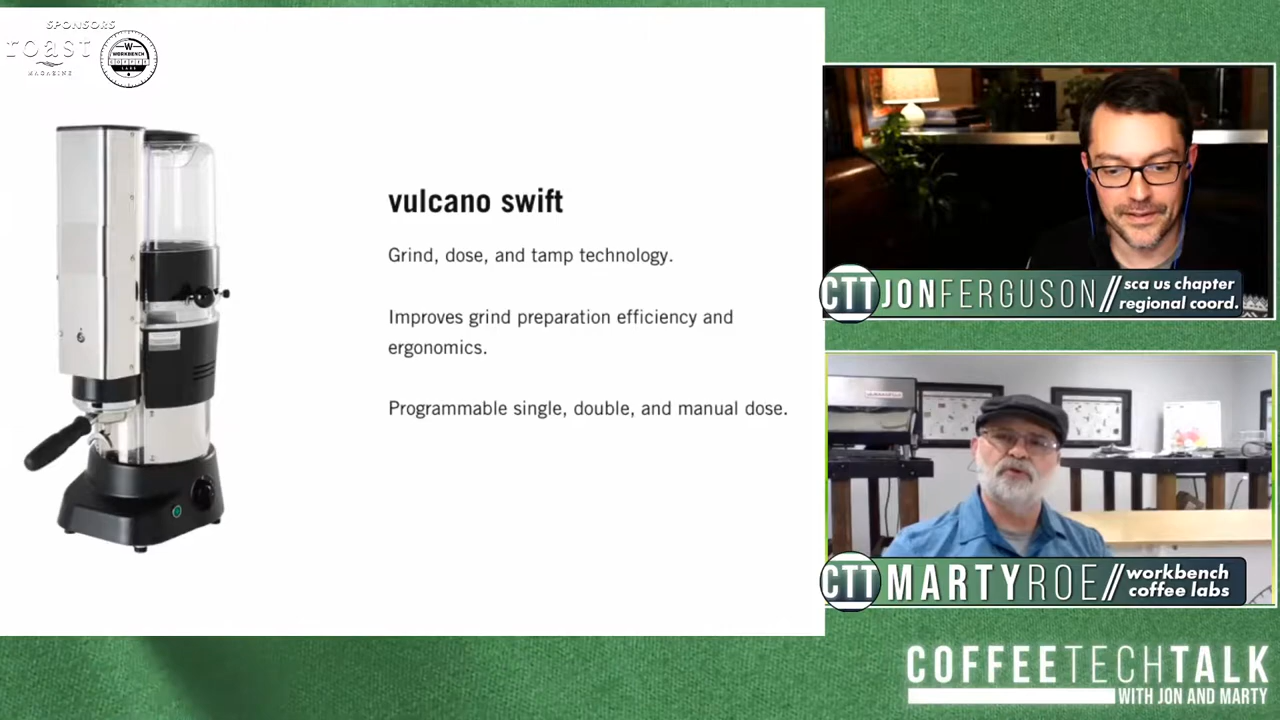 SPONSORS
roast
MAGAZINE
W
WORKBENCH
COFFEE
LABS
vulcano swift
Grind, dose, and tamp technology.
Improves grind preparation efficiency and
ergonomics.
Programmable single, double, and manual dose.
CTT JONFERGUSON // sca us chapter
regional coord.
CTT MARTYROE // workbench
coffee labs
COFFEETECHTALK
WITH JON AND MARTY